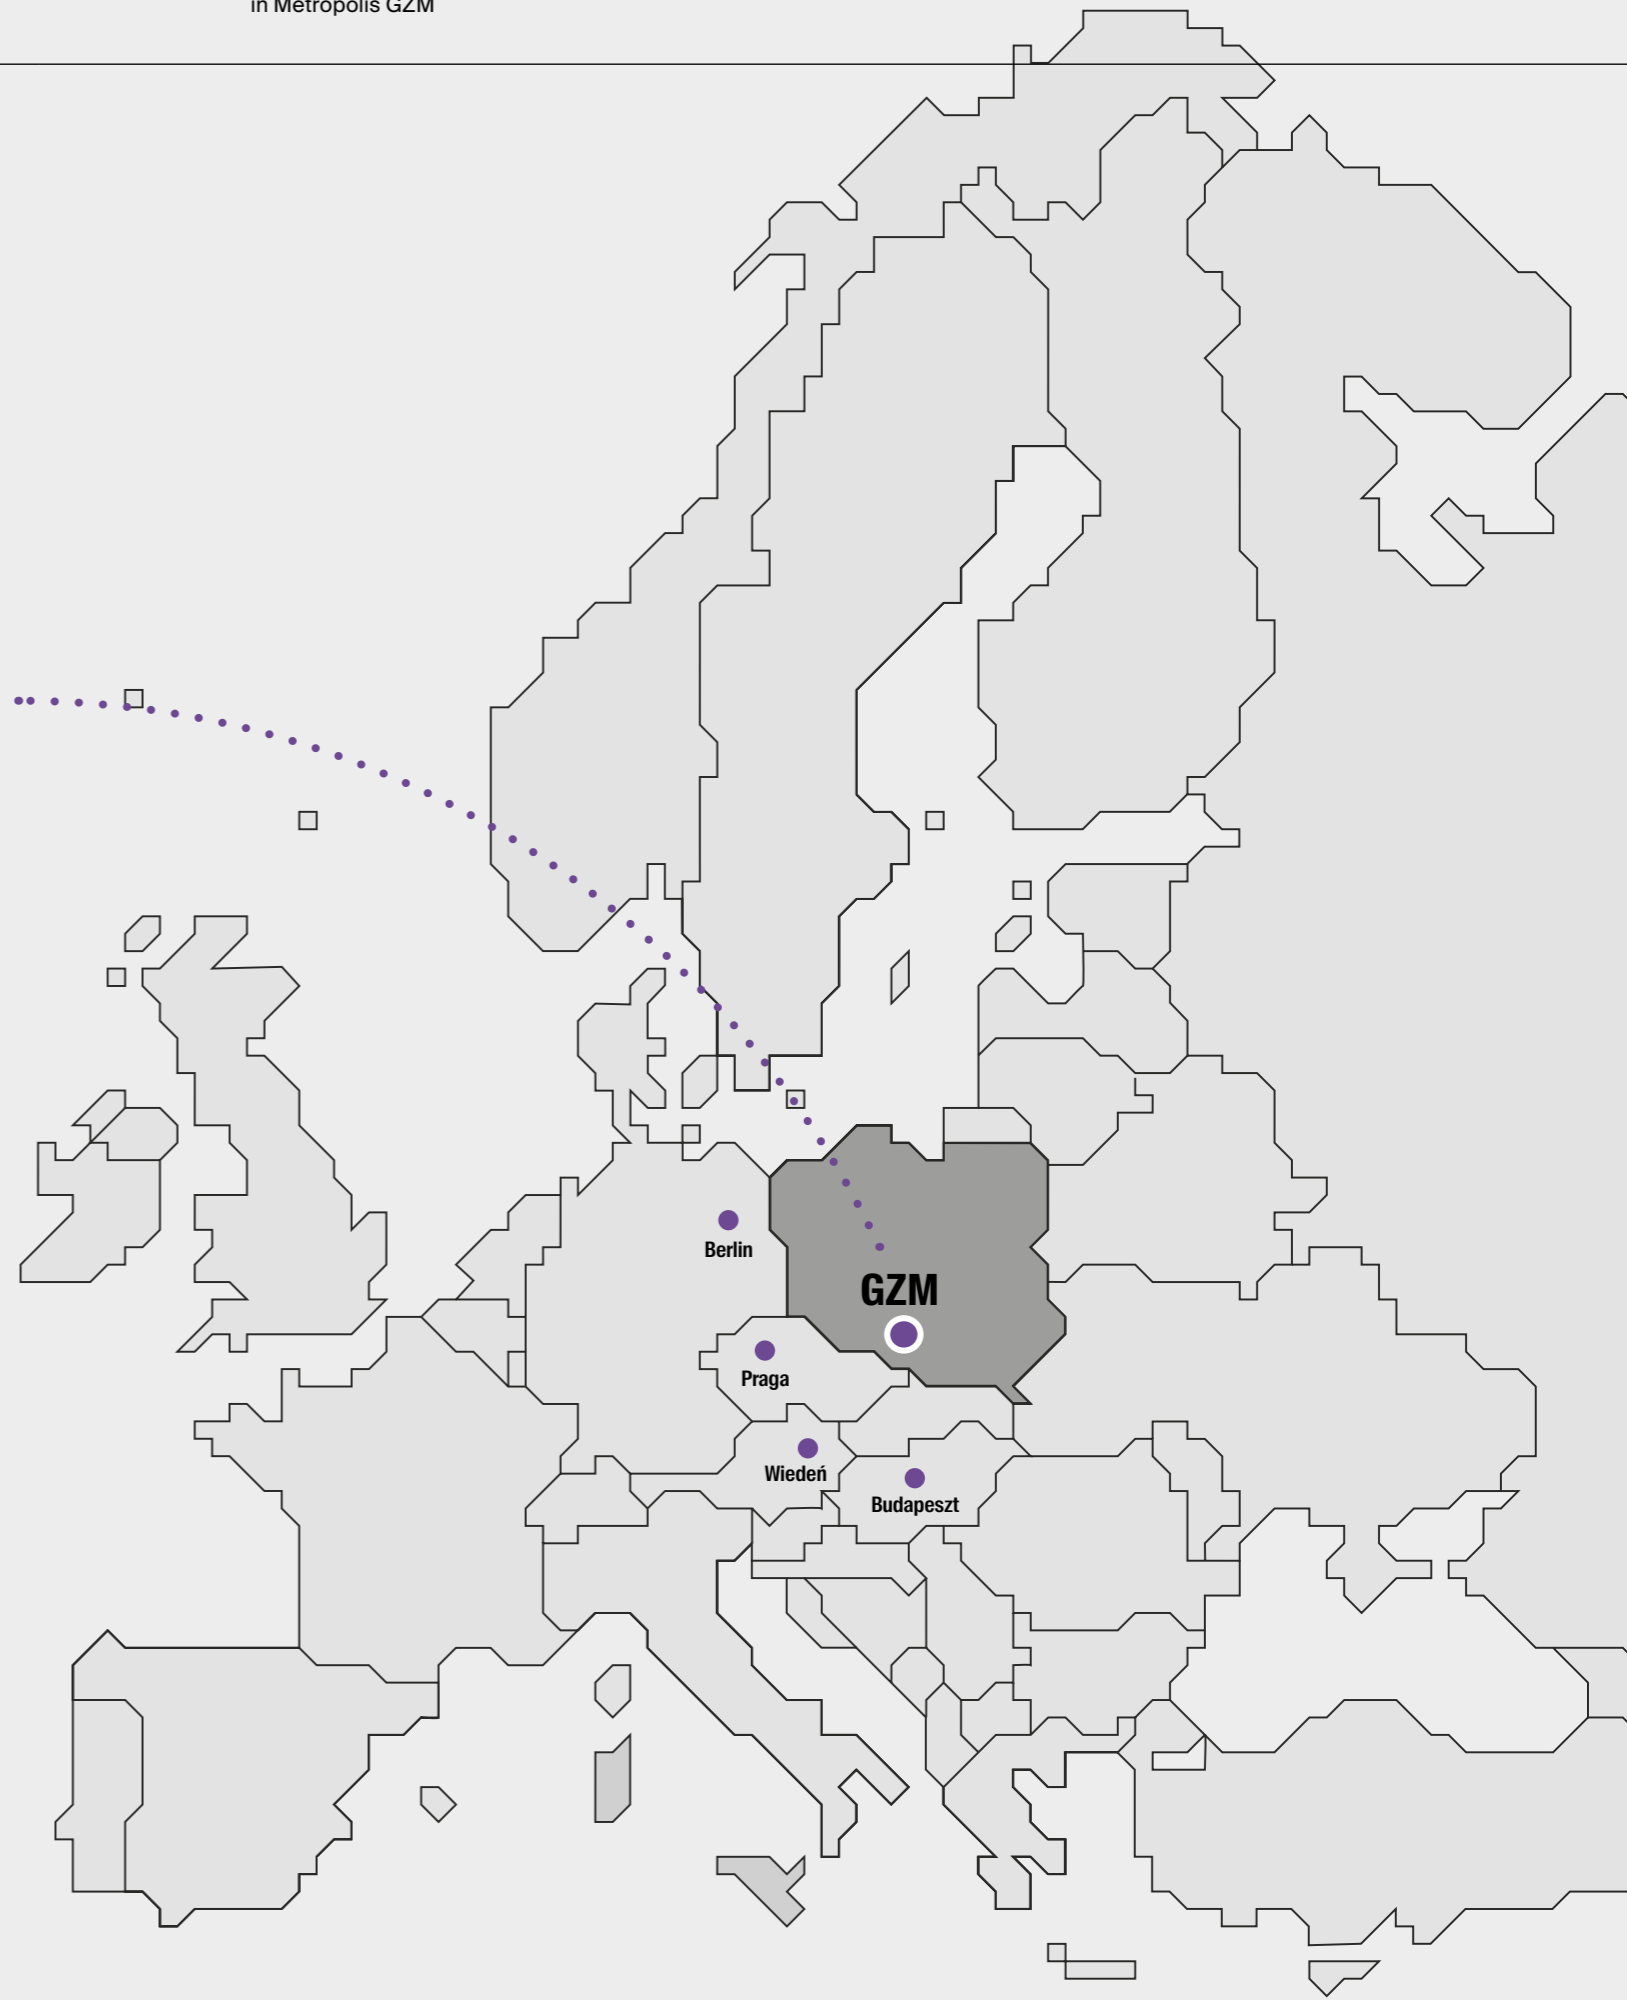 in Metropolis GZM
Berlin
GZM
Praga
Wiedeń
Budapeszt